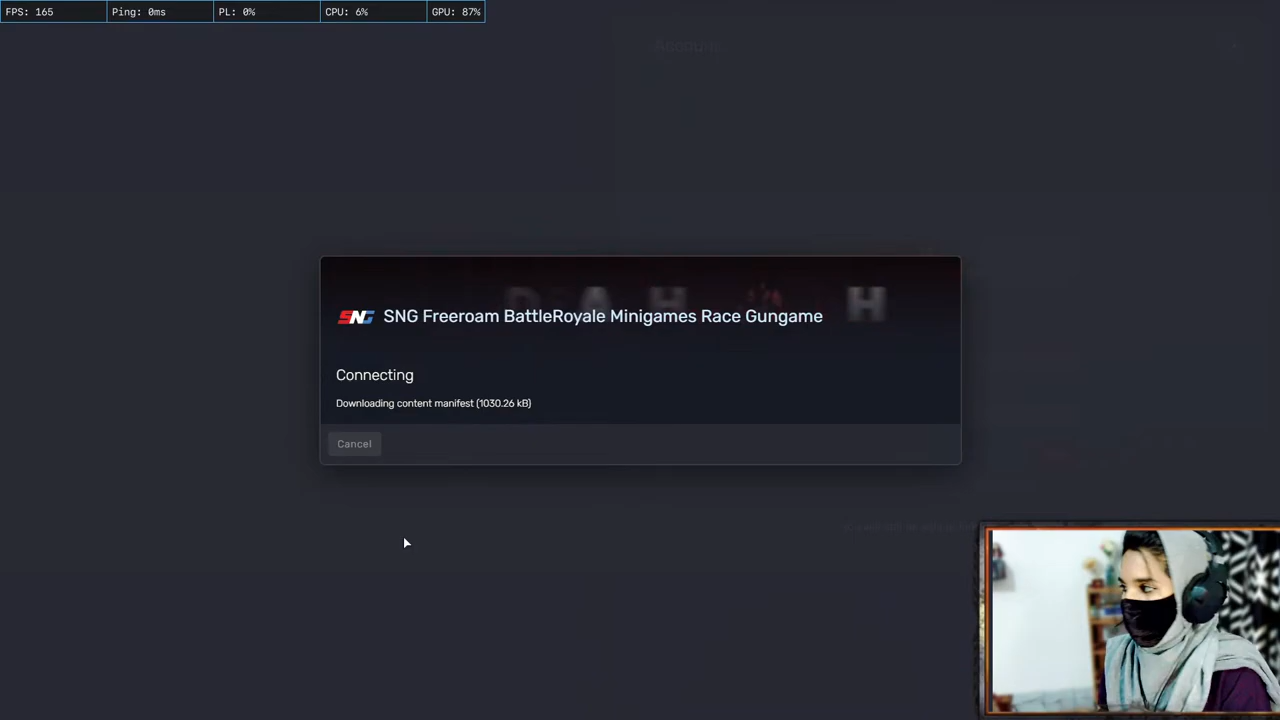 FPS: 165 Ping: 0ms PL: 0% CPU: 6% GPU: 87%
Account
SNG SNG Freeroam BattleRoyale Minigames Race Gungame
Connecting
Downloading content manifest (1030.26 kB)
Cancel